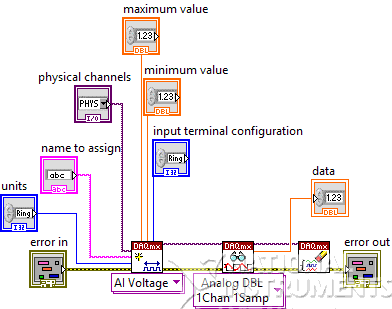 maximum value
1.23
DBL
minimum value
1.23
DBL
physical channels
PHYS
I/O
input terminal configuration
Ring
I32
name to assign
abc
abc
units
Ring
I32
data
1.23
DBL
error in
DAQmx
DAQmx
DAQmx
error out
AI Voltage
Analog DBL
1Chan 1Samp